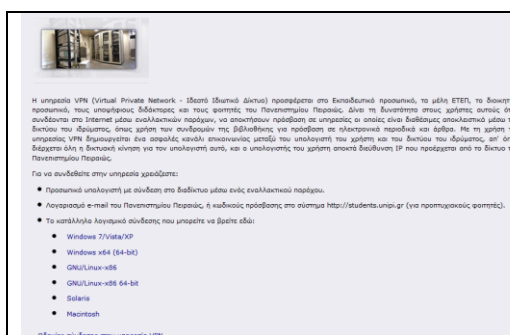 Η υπηρεσία VPN (Virtual Private Network - Ιδεατό Ιδιωτικό Δίκτυο) προσφέρεται στο Εκπαιδευτικό προσωπικό, τα μέλη ΕΤΕΠ, το διοικητ
προσωπικό, τους υποψήφιους διδάκτορες και τους φοιτητές του Πανεπιστημίου Πειραιώς. Δίνει τη δυνατότητα στους χρήστες αυτούς ότ
συνδέονται στο Internet μέσω εναλλακτικών παρόχων, να αποκτήσουν πρόσβαση σε υπηρεσίες οι οποίες είναι διαθέσιμες αποκλειστικά μέσω τ
δικτύου του ιδρύματος, όπως χρήση των συνδρομών της βιβλιοθήκης για πρόσβαση σε ηλεκτρονικά περιοδικά και άρθρα. Με τη χρήση τ
υπηρεσίας VPN δημιουργείται ένα ασφαλές κανάλι επικοινωνίας μεταξύ του υπολογιστή του χρήστη και του δικτύου του ιδρύματος, απ' όπ
διέρχεται όλη η δικτυακή κίνηση για τον υπολογιστή αυτό, και ο υπολογιστής του χρήστη αποκτά διεύθυνση IP που προέρχεται από το δίκτυο τ
Πανεπιστημίου Πειραιώς.
Για να συνδεθείτε στην υπηρεσία χρειάζεστε:
• Προσωπικό υπολογιστή με σύνδεση στο διαδίκτυο μέσω ενός εναλλακτικού παρόχου.
• Λογαριασμό e-mail του Πανεπιστημίου Πειραιώς, ή κωδικούς πρόσβασης στο σύστημα http://students.unipi.gr (για προπτυχιακούς φοιτητές).
• Το κατάλληλο λογισμικό σύνδεσης που μπορείτε να βρείτε εδώ:
• Windows 7/Vista/XP
• Windows x64 (64-bit)
• GNU/Linux-x86
• GNU/Linux-x86 64-bit
• Solaris
• Macintosh
Οδηγίες σύνδεσης στην υπηρεσία VPN